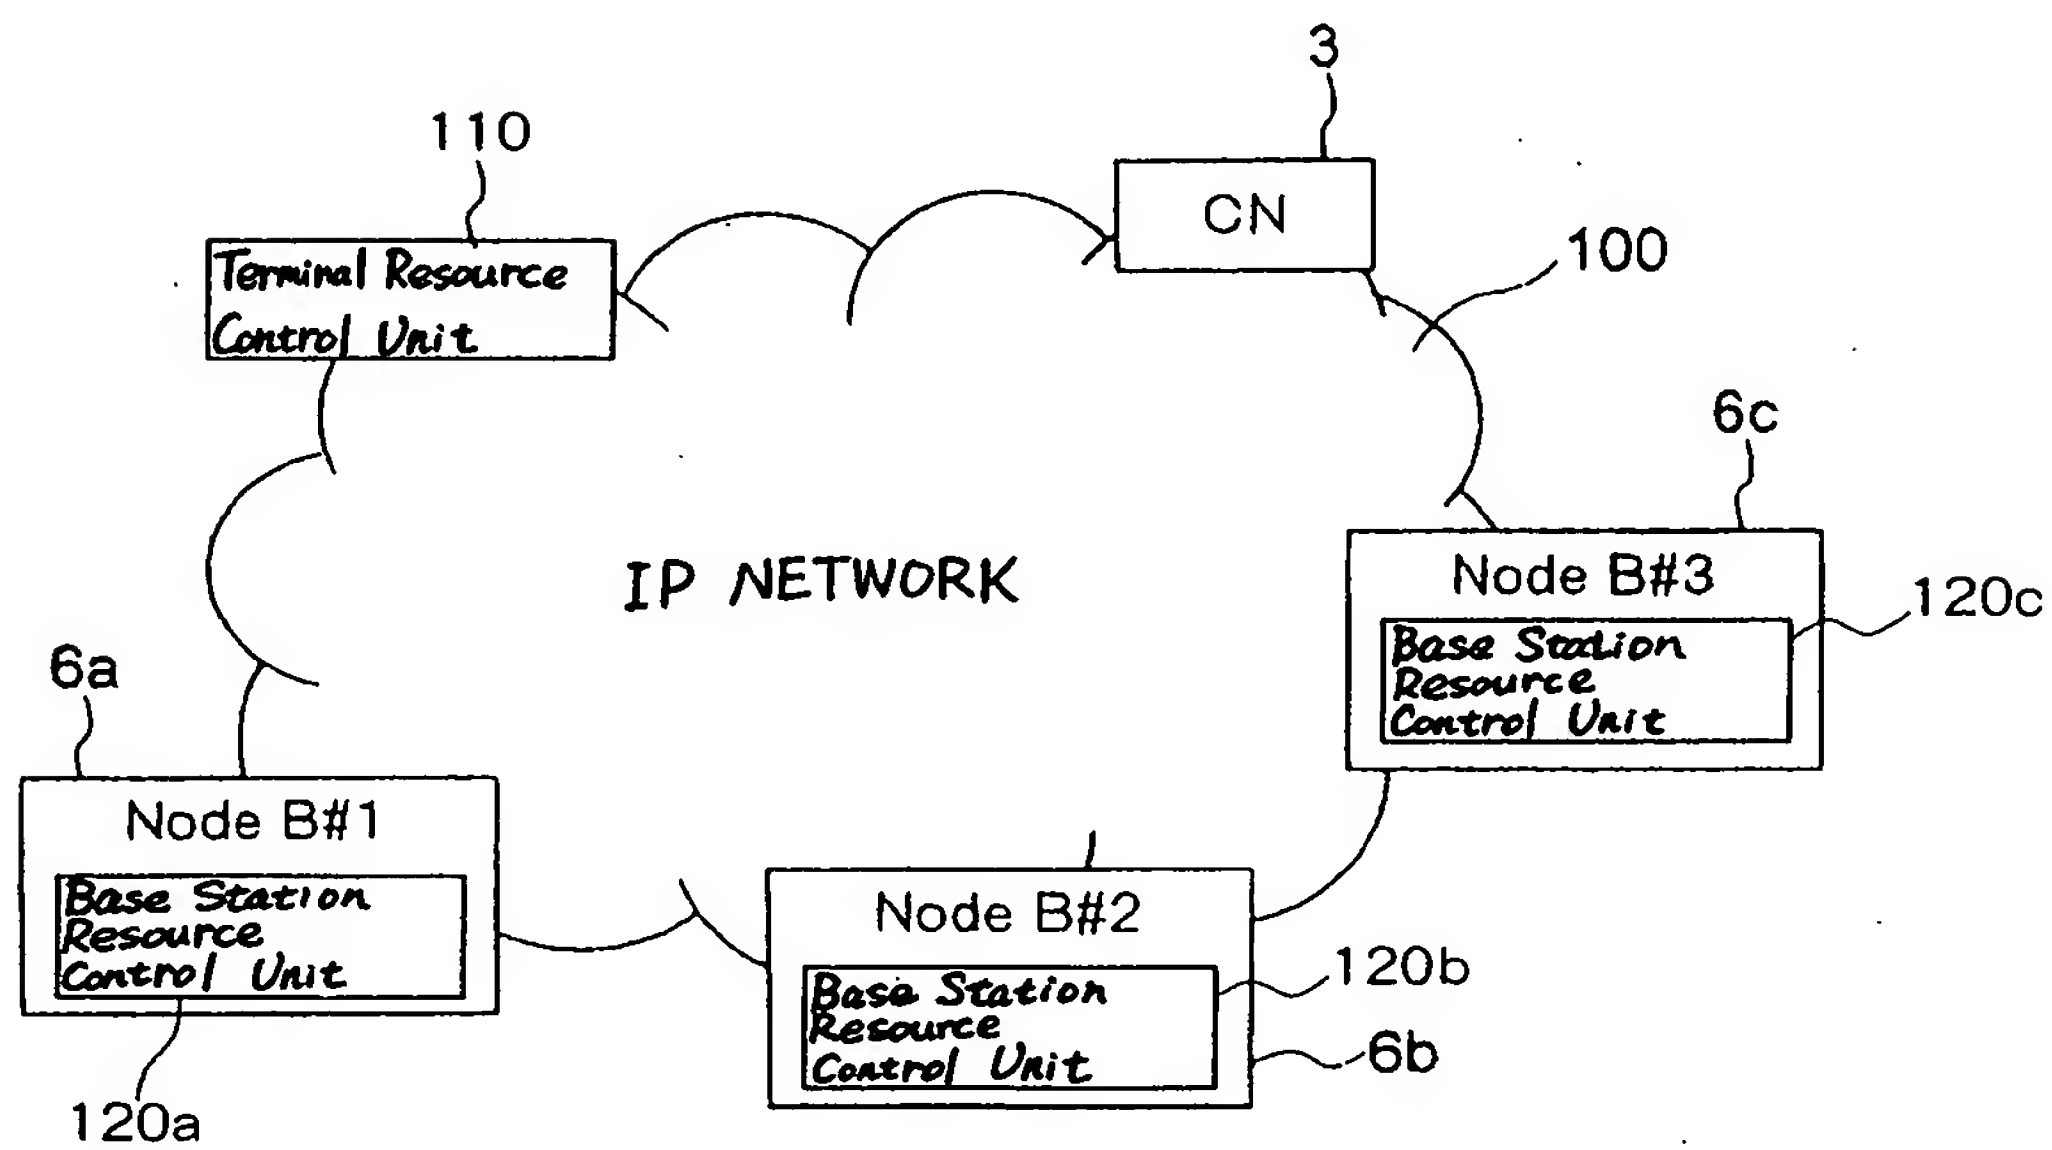 3
110
CN
100
Terminal Resource
Control Unit
6c
IP NETWORK
Node B#3
120c
Base Station
Resource
Control Unit
6a
Node B#1
Base Station
Resource
Control Unit
120a
Node B#2
120b
Base Station
Resource
Control Unit
6b